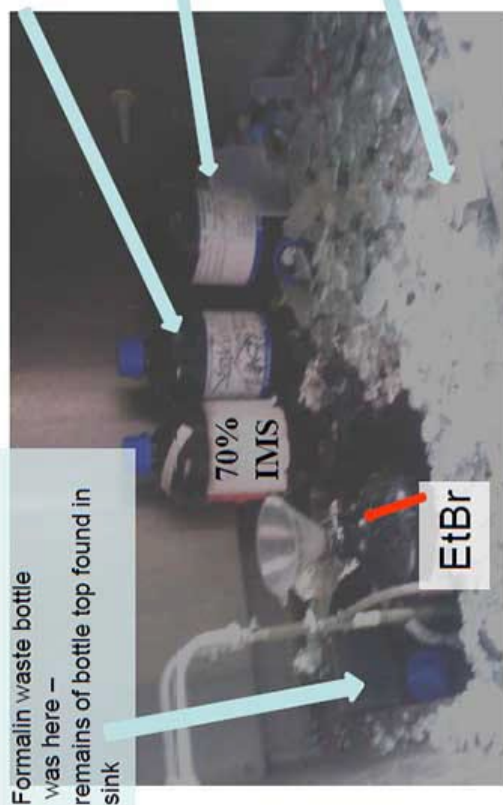 Formalin waste bottle
was here –
remains of bottle top found in
sink
70%
IMS
EtBr